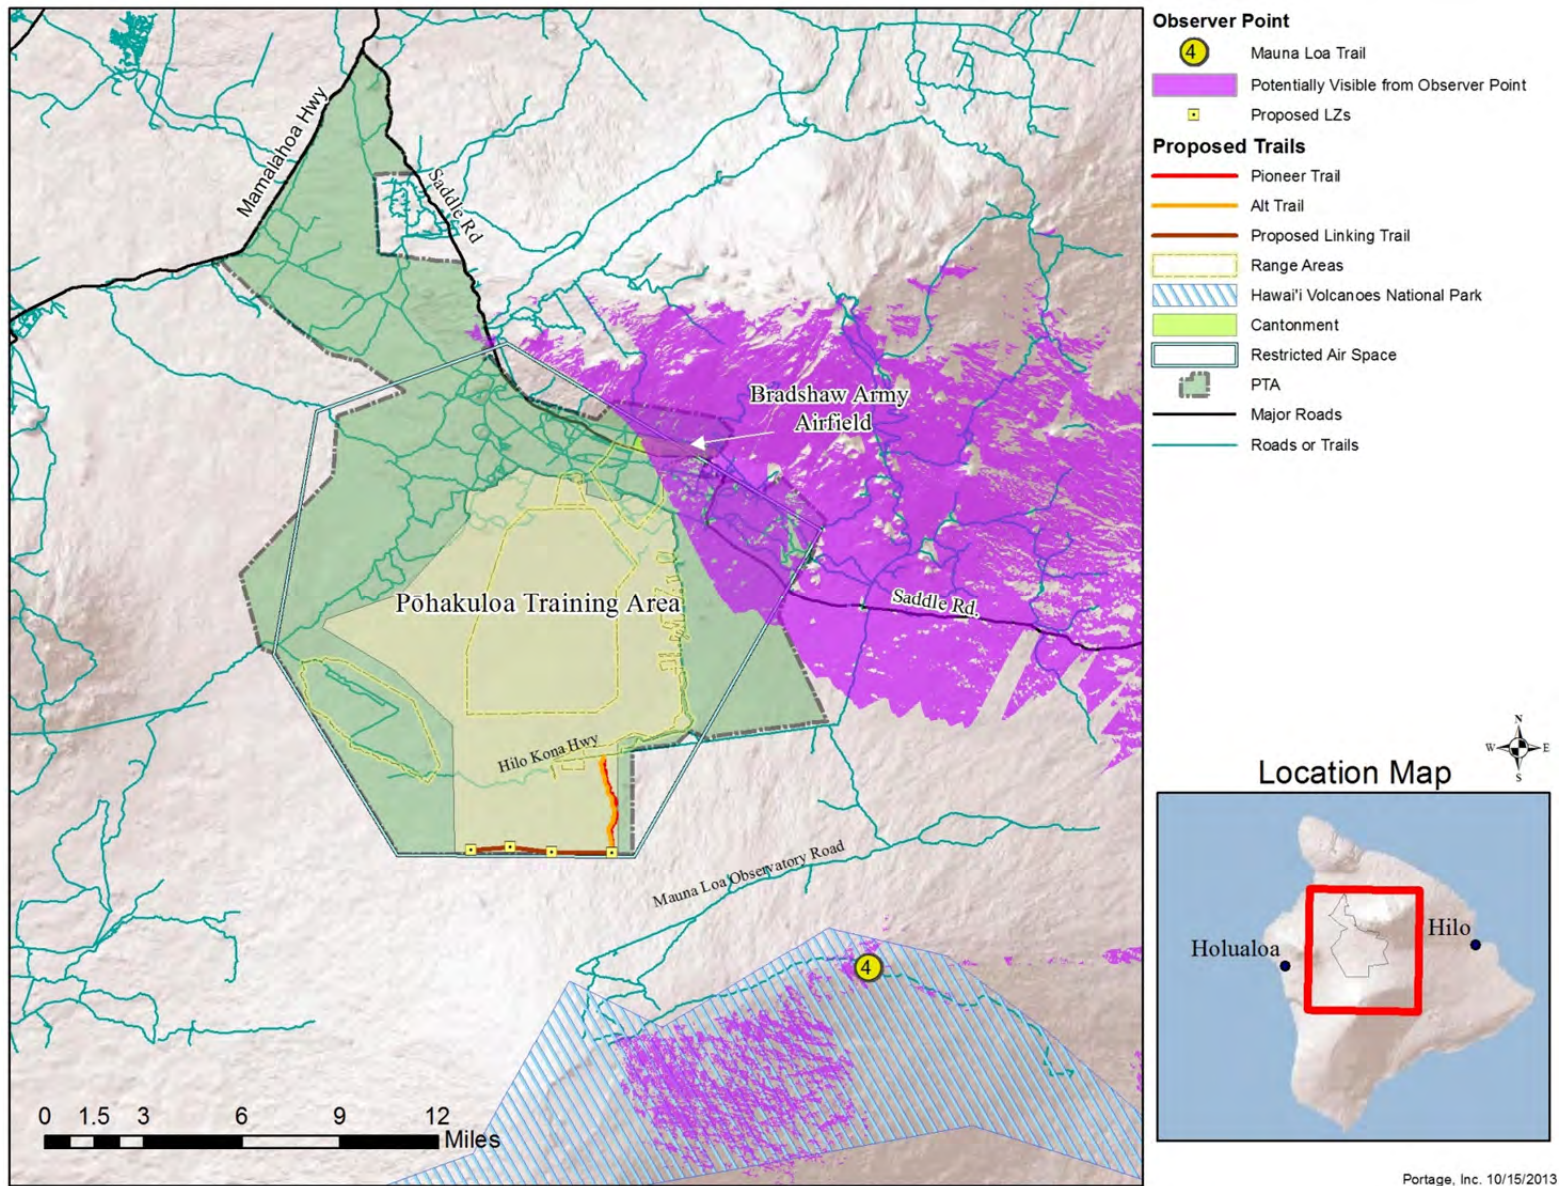 Mamalahoa Hwy
Saddle Rd
Bradshaw Army
Airfield
Pōhakuloa Training Area
Saddle Rd.
Hilo Kona Hwy
Mauna Loa Observatory Road
4
0 1.5 3 6 9 12
Miles
Observer Point
4 Mauna Loa Trail
Potentially Visible from Observer Point
Proposed LZs
Proposed Trails
Pioneer Trail
Alt Trail
Proposed Linking Trail
Range Areas
Hawai'i Volcanoes National Park
Cantonment
Restricted Air Space
PTA
Major Roads
Roads or Trails
N
W E
S
Location Map
Hilo
Holualoa
Portage, Inc. 10/15/2013